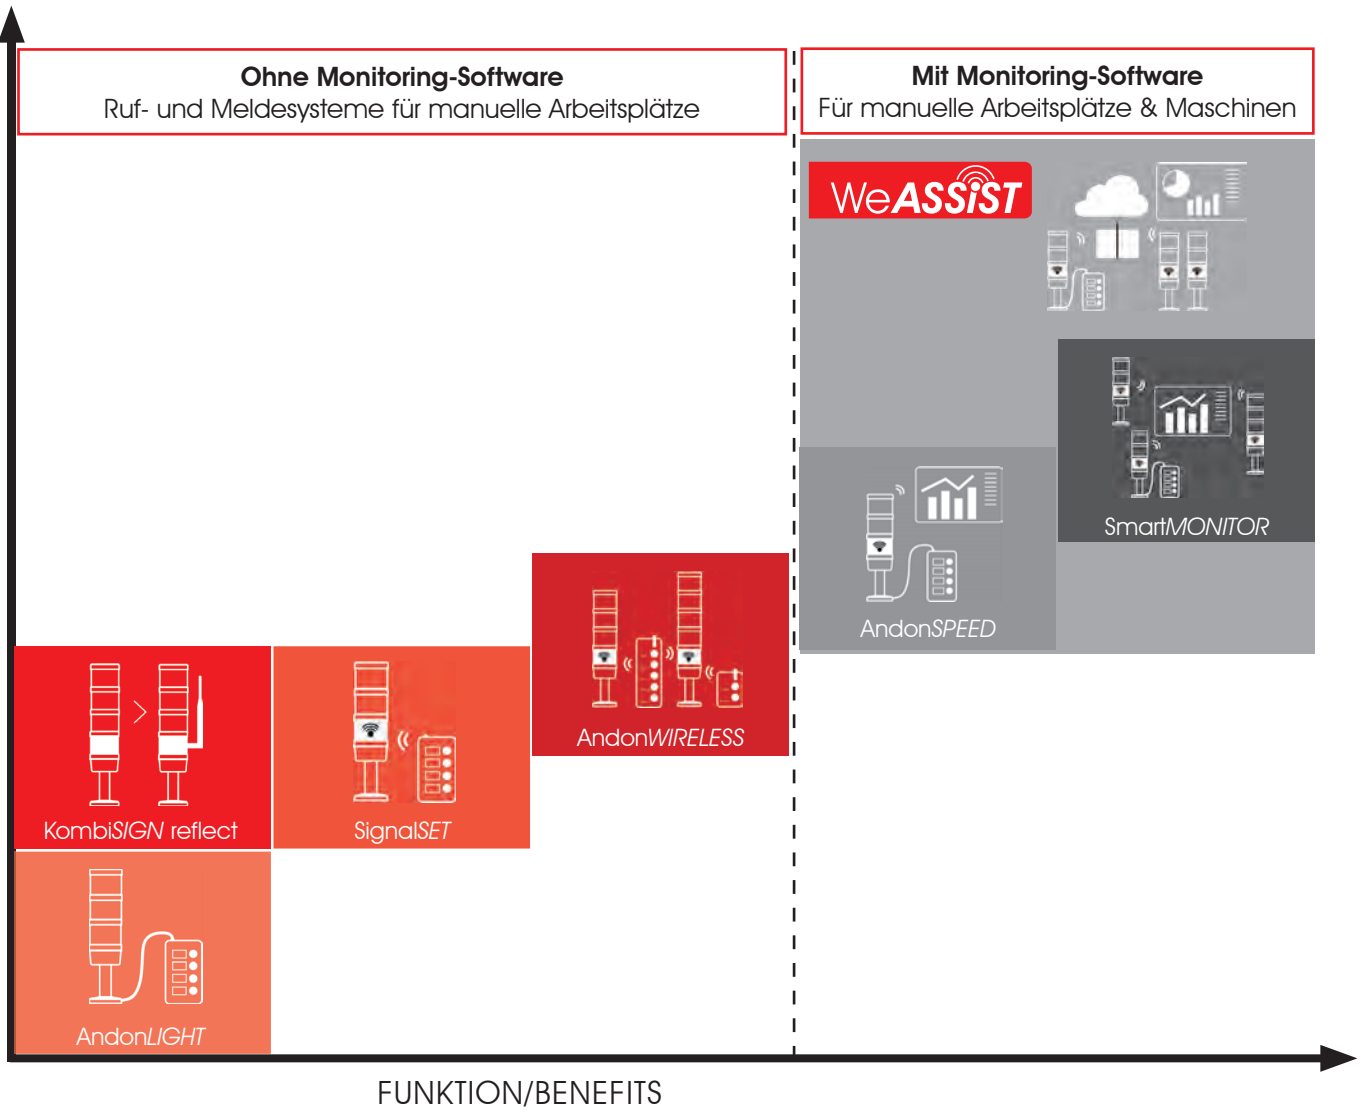 Ohne Monitoring-Software
Ruf- und Meldesysteme für manuelle Arbeitsplätze
Mit Monitoring-Software
Für manuelle Arbeitsplätze & Maschinen
WeASSiST
SmartMONITOR
AndonSPEED
AndonWIRELESS
KombiSIGN reflect
SignalSET
AndonLIGHT
FUNKTION/BENEFITS